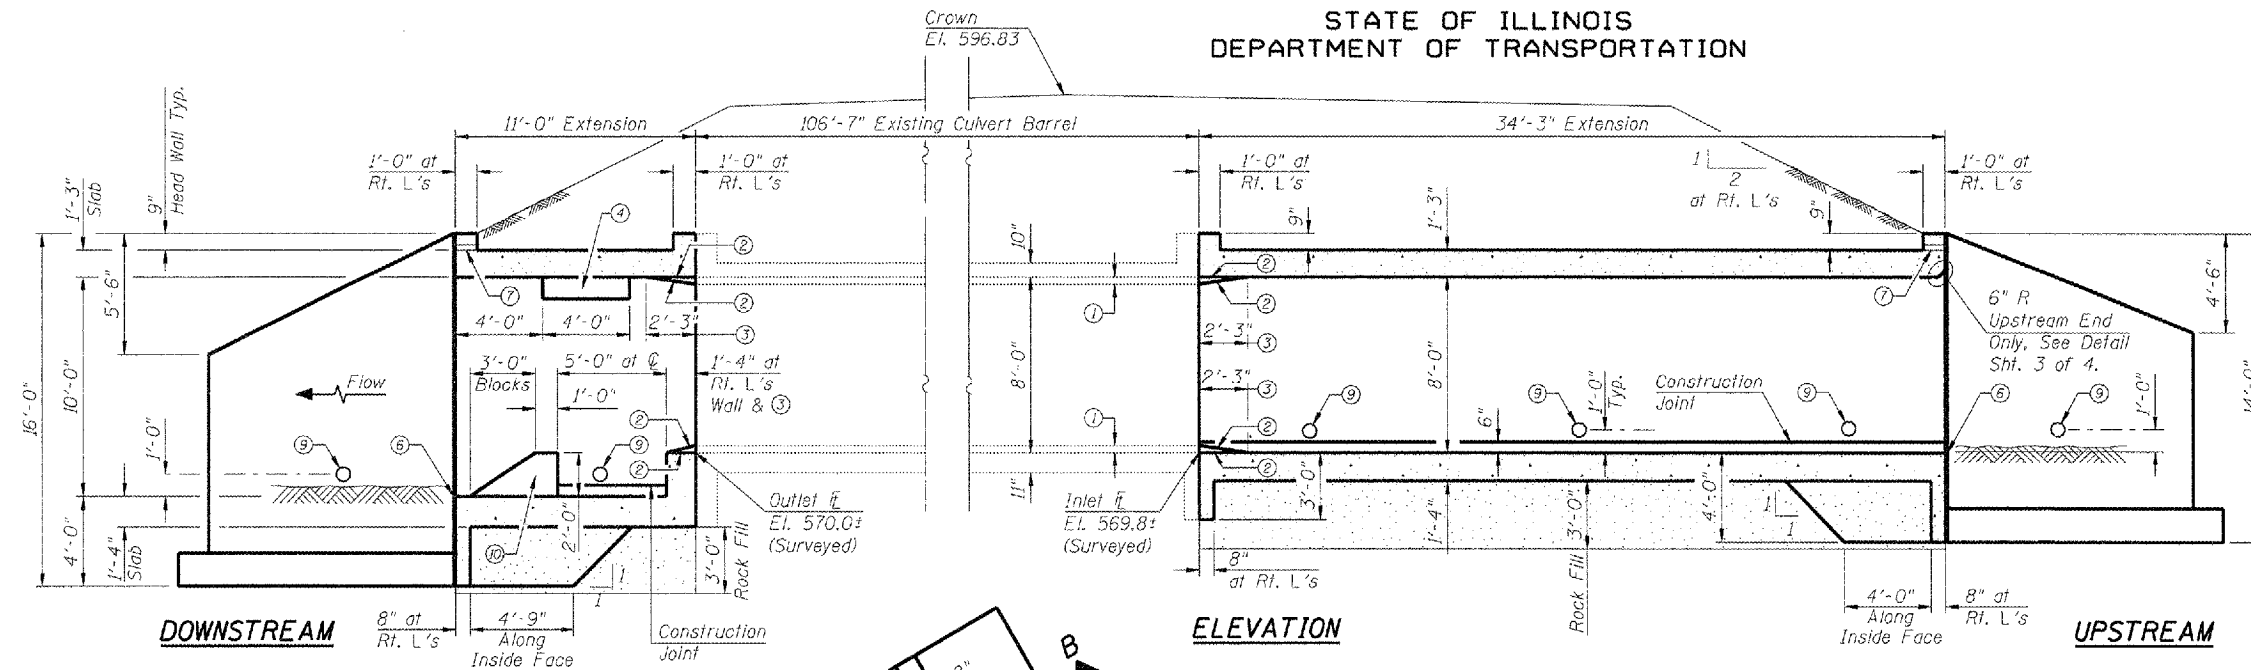 STATE OF ILLINOIS
DEPARTMENT OF TRANSPORTATION
Crown
El. 596.83
11'-0" Extension
106'-7" Existing Culvert Barrel
34'-3" Extension
1'-3"
Slab
9"
Head Wall Typ.
1'-0" at
Rt. L's
1'-0" at
Rt. L's
1'-0" at
Rt. L's
1
2
at Rt. L's
1'-0" at
Rt. L's
4
2
7
2
4'-0"
4'-0"
2'-3"
3
3'-0"
Blocks
5'-0" at ℄
1'-0"
1'-4" at
Rt. L's
Wall & 3
2
2
16'-0"
10'-0"
5'-6"
4'-0"
1'-4"
Slab
1'-0"
Flow
9
6
9
10
2'-0"
3'-0"
Rock Fill
1
1
Outlet ℄
El. 570.0±
(Surveyed)
8" at
Rt. L's
4'-9"
Along
Inside Face
Construction
Joint
DOWNSTREAM
10"
9"
1'-3"
9"
2
2
1
2'-3"
3
2'-3"
3
8'-0"
8'-0"
1
2
2
11"
9
9
9
9
6"
1'-0"
Typ.
Construction
Joint
7
6" R
Upstream End
Only, See Detail
Sht. 3 of 4.
6
1'-0"
4'-6"
14'-0"
Inlet ℄
El. 569.8±
(Surveyed)
3'-0"
1'-4"
3'-0"
Rock Fill
4'-0"
1
1
8"
at Rt. L's
4'-0"
Along
Inside Face
8" at
Rt. L's
ELEVATION
UPSTREAM
B